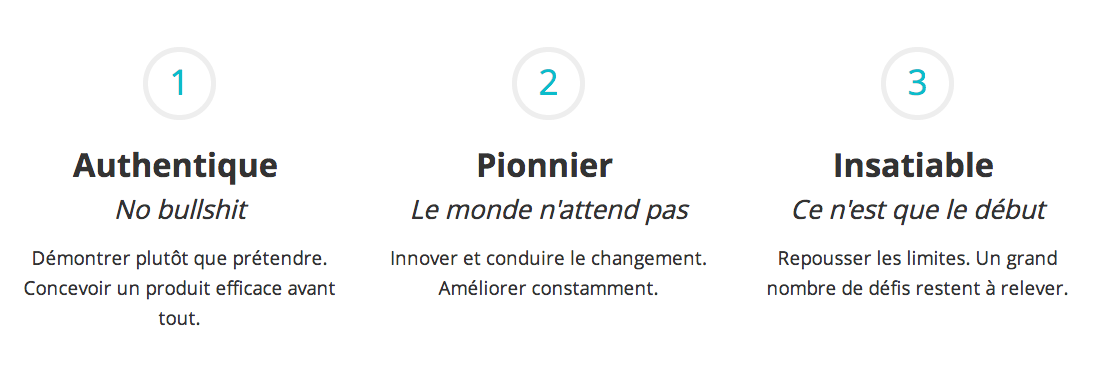 1
Authentique
No bullshit
Démontrer plutôt que prétendre.
Concevoir un produit efficace avant
tout.
2
Pionnier
Le monde n'attend pas
Innover et conduire le changement.
Améliorer constamment.
3
Insatiable
Ce n'est que le début
Repousser les limites. Un grand
nombre de défis restent à relever.